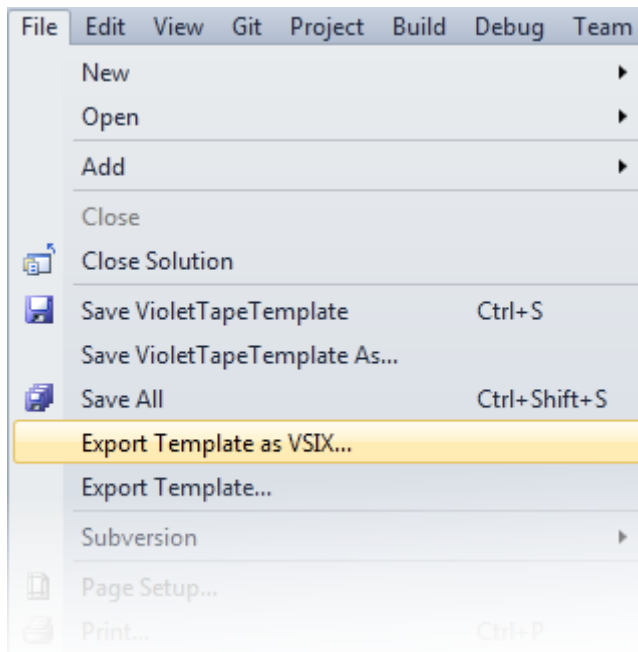 File Edit View Git Project Build Debug Team
New
Open
Add
Close
Close Solution
Save VioletTapeTemplate Ctrl+S
Save VioletTapeTemplate As...
Save All Ctrl+Shift+S
Export Template as VSIX...
Export Template...
Subversion
Page Setup...
Print... Ctrl+P